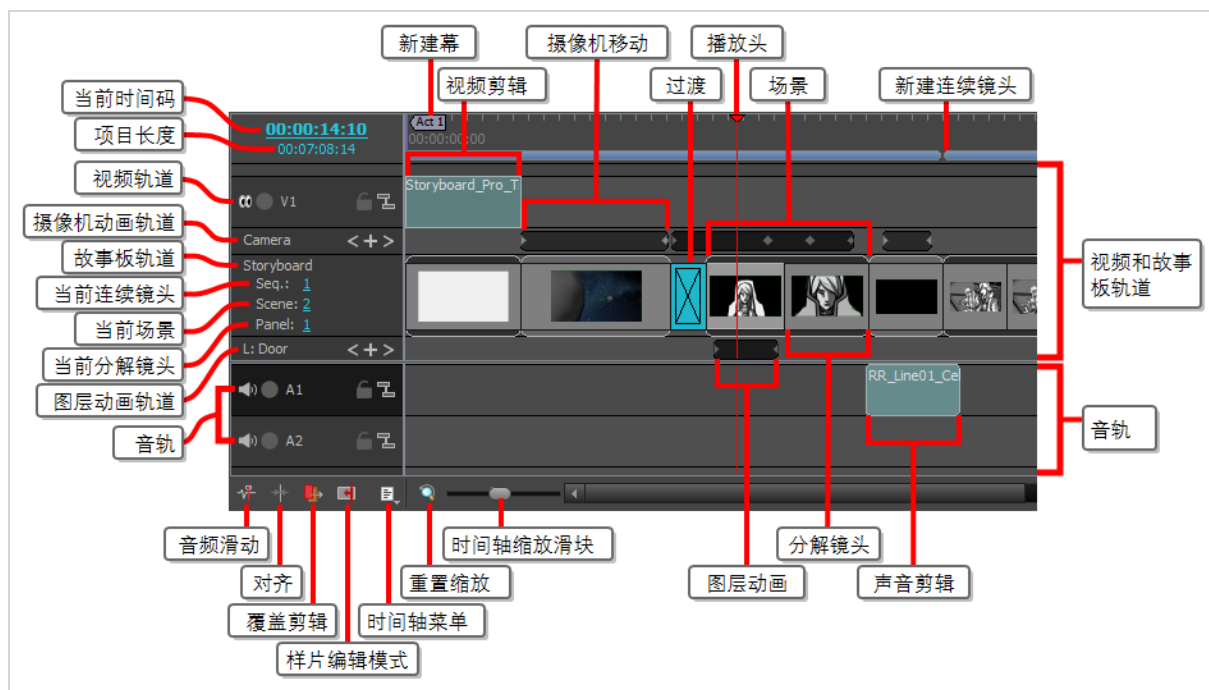 新建幕
摄像机移动
播放头
视频剪辑
过渡
场景
新建连续镜头
当前时间码
项目长度
视频轨道
摄像机动画轨道
故事板轨道
当前连续镜头
当前场景
当前分解镜头
图层动画轨道
音轨
00:00:14:10
00:07:08:14
Act 1
00:00:00:00
V1
Storyboard_Pro_T
Camera
Storyboard
Seq.: 1
Scene: 2
Panel: 1
L: Door
A1
RR_Line01_Ce
A2
视频和故事
板轨道
音轨
音频滑动
时间轴缩放滑块
分解镜头
对齐
重置缩放
图层动画
声音剪辑
覆盖剪辑
时间轴菜单
样片编辑模式